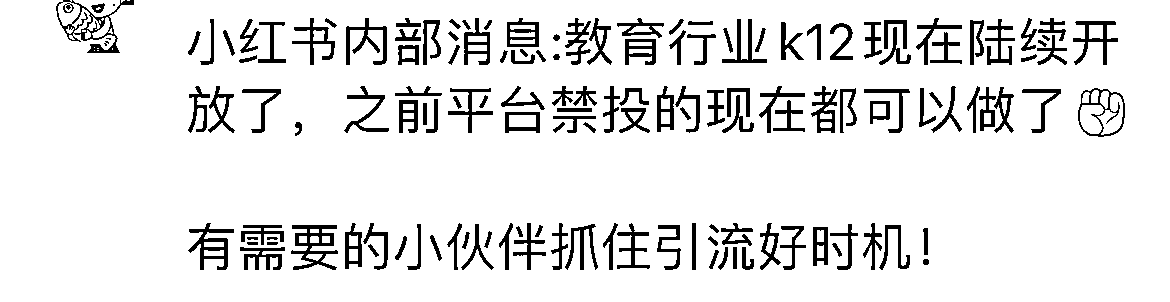 小红书内部消息:教育行业k12现在陆续开
放了，之前平台禁投的现在都可以做了✊
有需要的小伙伴抓住引流好时机！